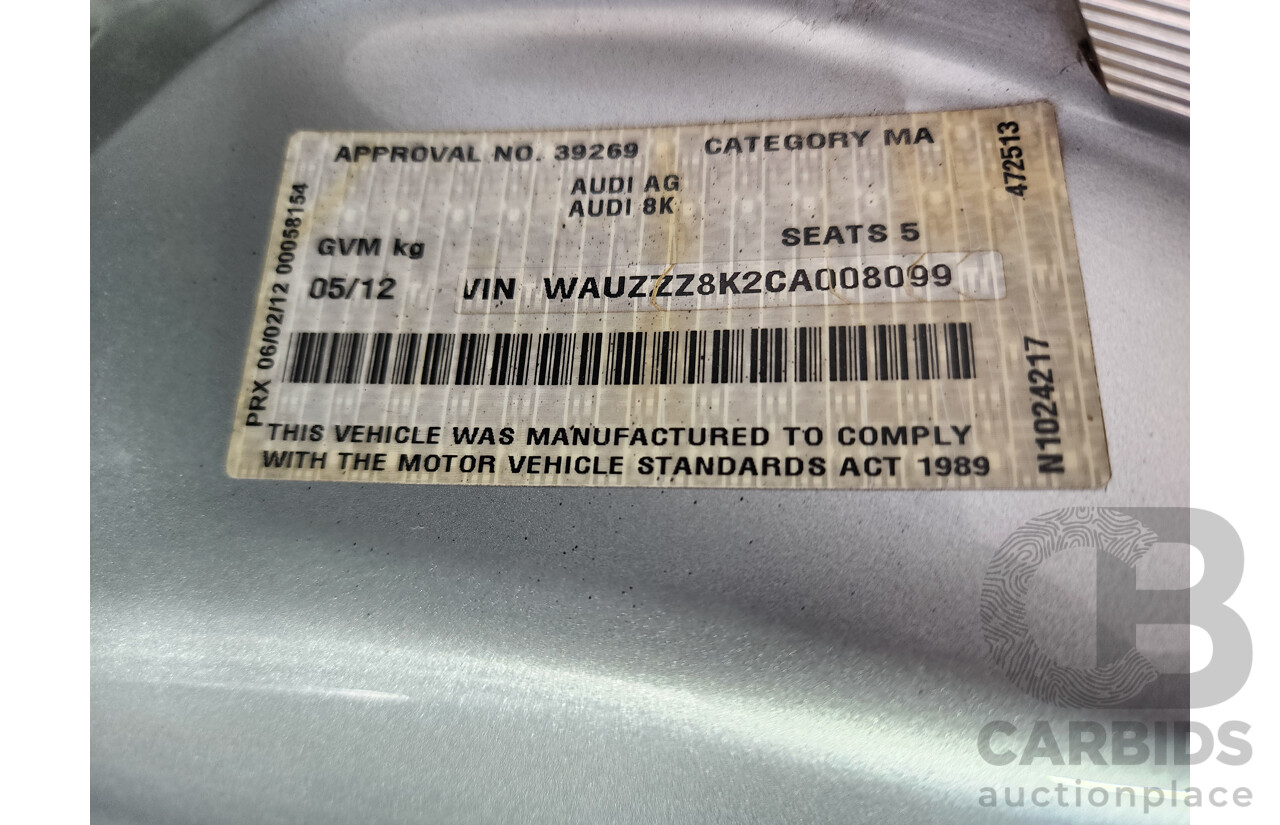 APPROVAL NO. 39269 CATEGORY MA
AUDI AG
AUDI 8K
GVM kg SEATS 5
05/12 VIN WAUZZZ8K2CA008099
THIS VEHICLE WAS MANUFACTURED TO COMPLY
WITH THE MOTOR VEHICLE STANDARDS ACT 1989
PRX 06/02/12 00058154
472513
N1024217
CB
CARBIDS
auctionplace